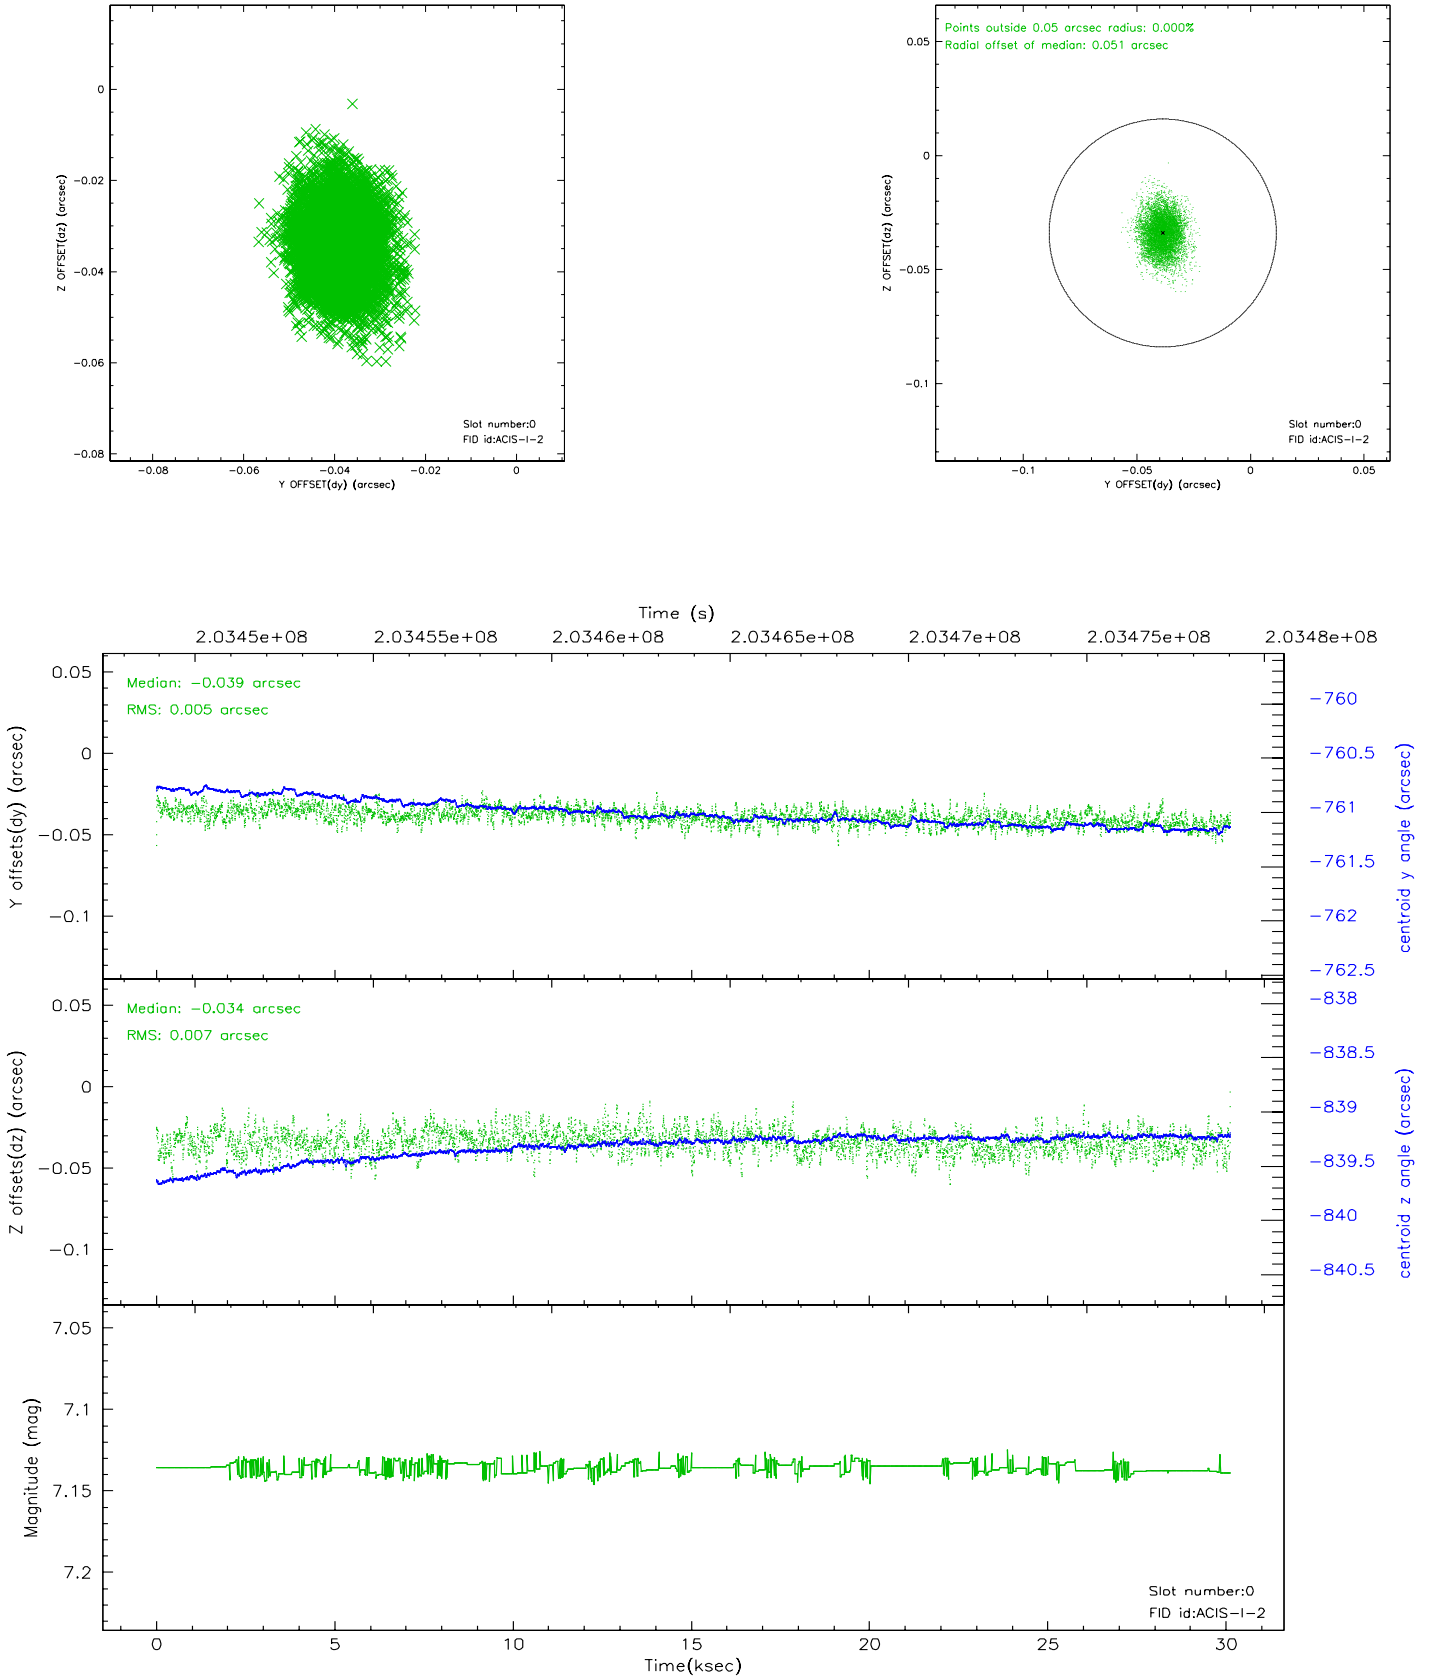 0
−0.02
−0.04
−0.06
−0.08
Z OFFSET(dz) (arcsec)
Slot number:0
FID id:ACIS−I−2
−0.08 −0.06 −0.04 −0.02 0
Y OFFSET(dy) (arcsec)
Points outside 0.05 arcsec radius: 0.000%
Radial offset of median: 0.051 arcsec
0.05
0
−0.05
−0.1
Z OFFSET(dz) (arcsec)
Slot number:0
FID id:ACIS−I−2
−0.1 −0.05 0 0.05
Y OFFSET(dy) (arcsec)
Time (s)
2.0345e+08 2.03455e+08 2.0346e+08 2.03465e+08 2.0347e+08 2.03475e+08 2.0348e+08
Median: −0.039 arcsec
RMS: 0.005 arcsec
0.05
0
−0.05
−0.1
Y offsets(dy) (arcsec)
−760
−760.5
−761
−761.5
−762
−762.5
centroid y angle (arcsec)
Median: −0.034 arcsec
RMS: 0.007 arcsec
0.05
0
−0.05
−0.1
Z offsets(dz) (arcsec)
−838
−838.5
−839
−839.5
−840
−840.5
centroid z angle (arcsec)
7.05
7.1
7.15
7.2
Magnitude (mag)
Slot number:0
FID id:ACIS−I−2
0 5 10 15 20 25 30
Time(ksec)